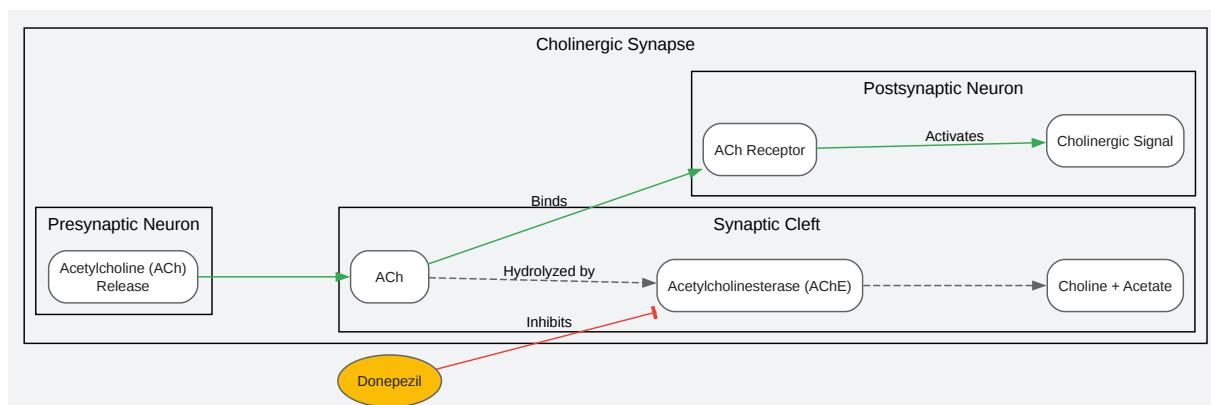 Cholinergic Synapse
Postsynaptic Neuron
ACh Receptor
Activates
Cholinergic Signal
Binds
Presynaptic Neuron
Acetylcholine (ACh)
Release
Synaptic Cleft
ACh
Hydrolyzed by
Acetylcholinesterase (AChE)
Choline + Acetate
Inhibits
Donepezil